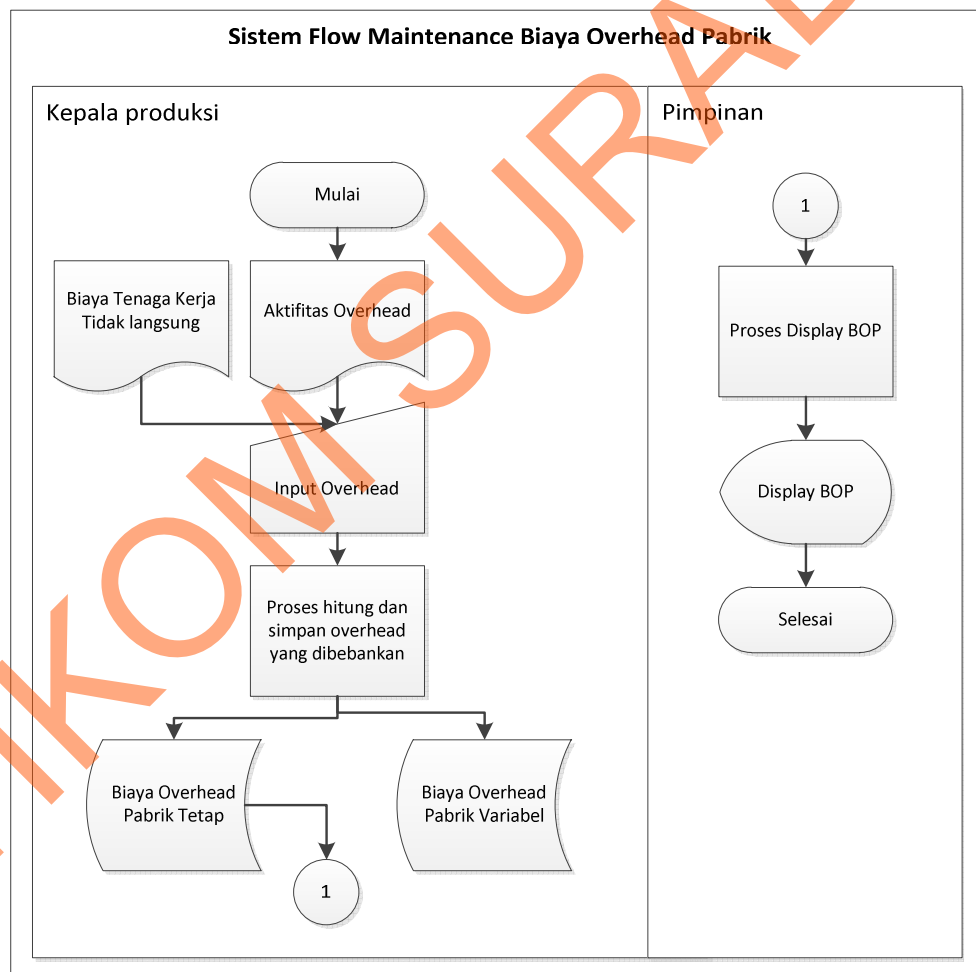 Sistem Flow Maintenance Biaya Overhead Pabrik
Kepala produksi
Mulai
Biaya Tenaga Kerja
Tidak langsung
Aktifitas Overhead
Input Overhead
Proses hitung dan
simpan overhead
yang dibebankan
Biaya Overhead
Pabrik Tetap
Biaya Overhead
Pabrik Variabel
1
Pimpinan
1
Proses Display BOP
Display BOP
Selesai
IKOM SURAB